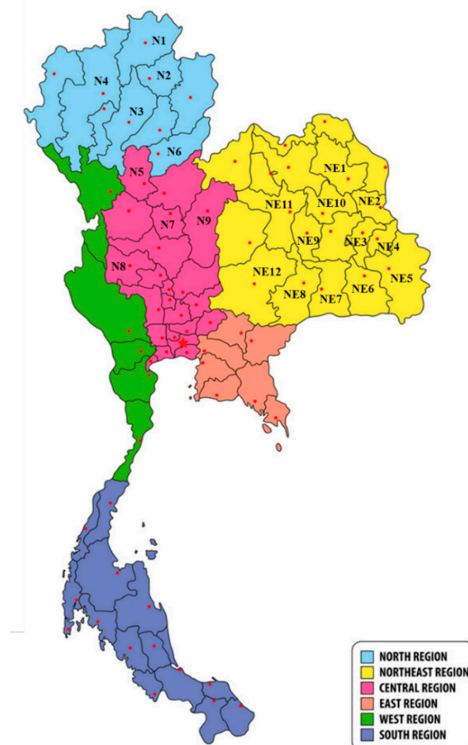 N1
N4
N2
N3
N6
N5
N7
N9
N8
NE1
NE11
NE10
NE2
NE9
NE3
NE4
NE12
NE8
NE7
NE6
NE5
NORTH REGION
NORTHEAST REGION
CENTRAL REGION
EAST REGION
WEST REGION
SOUTH REGION